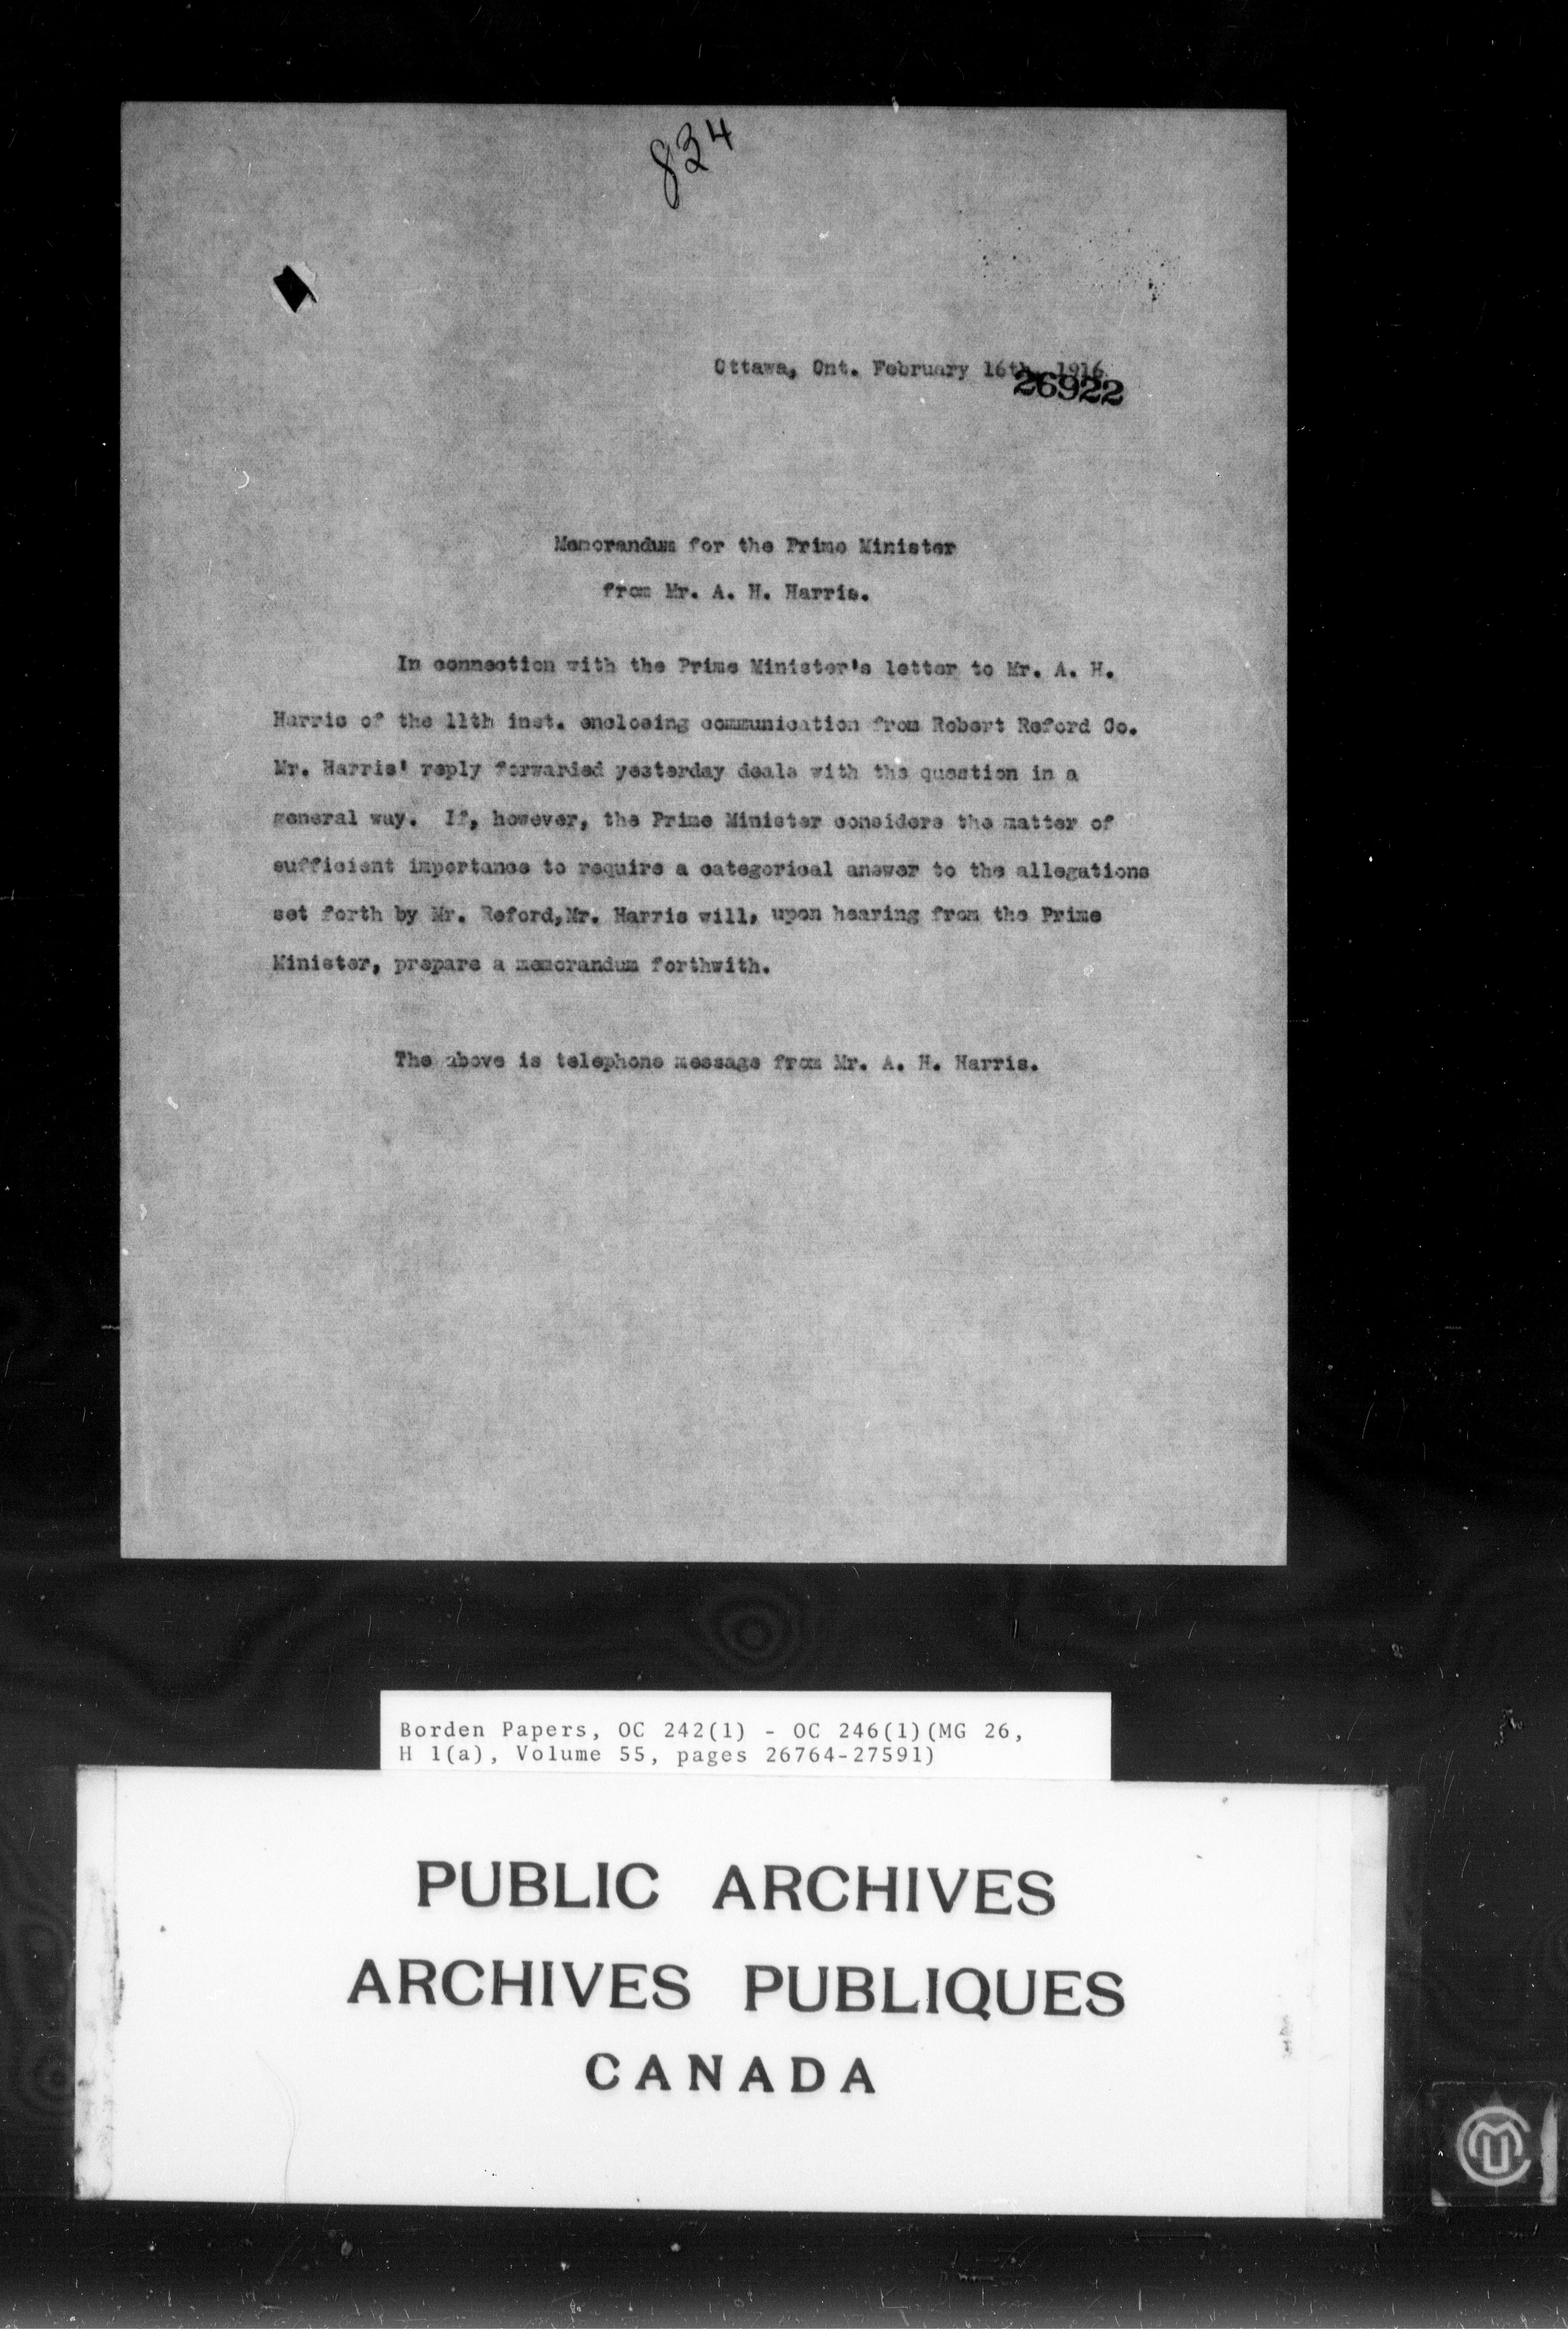 834
Ottawa, Ont. February 16th, 1916
26922
Memorandum for the Prime Minister
from Mr. A. H. Harris.
In connection with the Prime Minister's letter to Mr. A. H.
Harris of the 11th inst. enclosing communication from Robert Reford Co.
Mr. Harris' reply forwarded yesterday deals with the question in a
general way. If, however, the Prime Minister considers the matter of
sufficient importance to require a categorical answer to the allegations
set forth by Mr. Reford,Mr. Harris will, upon hearing from the Prime
Minister, prepare a memorandum forthwith.
The above is telephone message from Mr. A. H. Harris.
Borden Papers, OC 242(1) - OC 246(1)(MG 26,
H 1(a), Volume 55, pages 26764-27591)
PUBLIC ARCHIVES
ARCHIVES PUBLIQUES
CANADA